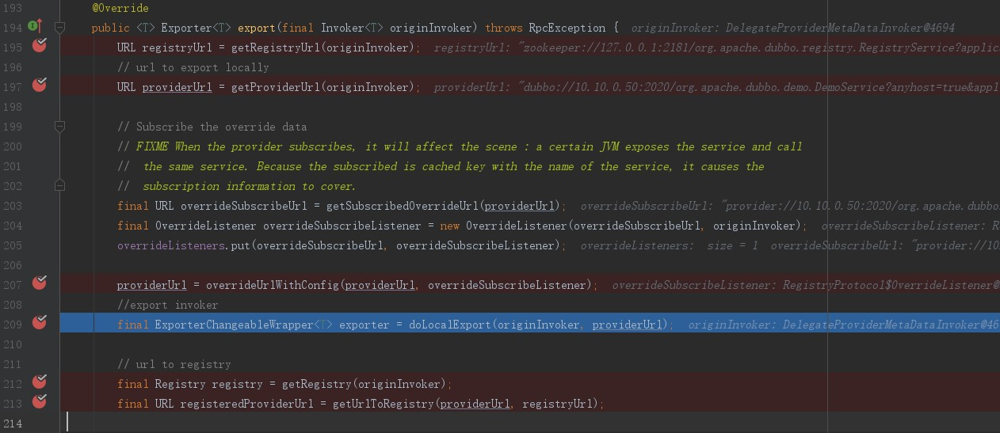 193 @Override
194 public <T> Exporter<T> export(final Invoker<T> originInvoker) throws RpcException { originInvoker: DelegateProviderMetaDataInvoker@4694
195 URL registryUrl = getRegistryUrl(originInvoker); registryUrl: "zookeeper://127.0.0.1:2181/org.apache.dubbo.registry.RegistryService?applic
196 // url to export locally
197 URL providerUrl = getProviderUrl(originInvoker); providerUrl: "dubbo://10.10.0.50:2020/org.apache.dubbo.demo.DemoService?anyhost=true&appl
198
199 // Subscribe the override data
200 // FIXME When the provider subscribes, it will affect the scene : a certain JVM exposes the service and call
201 // the same service. Because the subscribed is cached key with the name of the service, it causes the
202 // subscription information to cover.
203 final URL overrideSubscribeUrl = getSubscribedOverrideUrl(providerUrl); overrideSubscribeUrl: "provider://10.10.0.50:2020/org.apache.dubbo
204 final OverrideListener overrideSubscribeListener = new OverrideListener(overrideSubscribeUrl, originInvoker); overrideSubscribeListener: R
205 overrideListeners.put(overrideSubscribeUrl, overrideSubscribeListener); overrideListeners: size = 1 overrideSubscribeUrl: "provider://10
206
207 providerUrl = overrideUrlWithConfig(providerUrl, overrideSubscribeListener); overrideSubscribeListener: RegistryProtocol$OverrideListener@
208 //export invoker
209 final ExporterChangeableWrapper<T> exporter = doLocalExport(originInvoker, providerUrl); originInvoker: DelegateProviderMetaDataInvoker@46
210
211 // url to registry
212 final Registry registry = getRegistry(originInvoker);
213 final URL registeredProviderUrl = getUrlToRegistry(providerUrl, registryUrl);
214